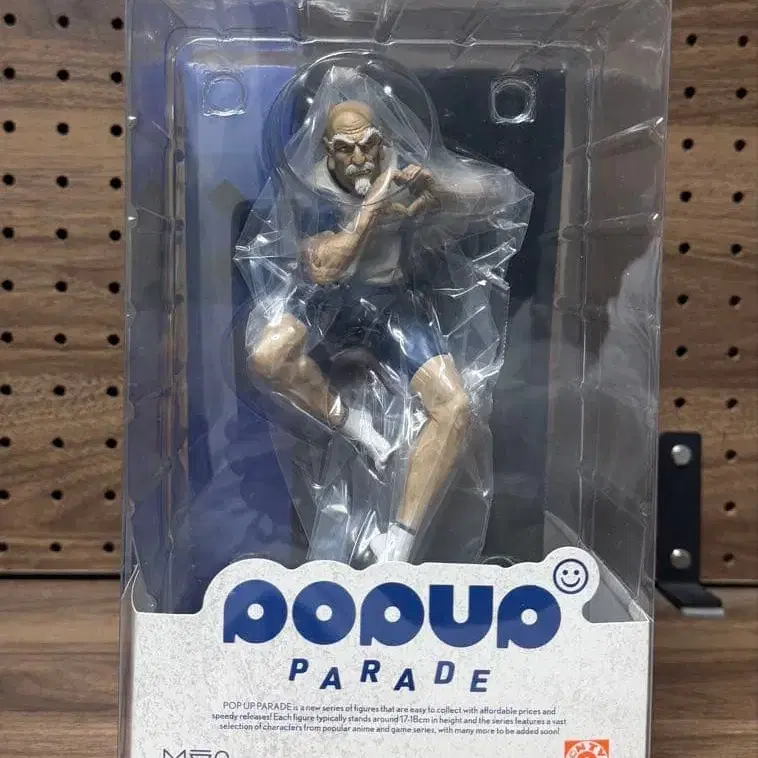 POPUP
PARADE
POP UP PARADE is a new series of figures that are easy to collect with affordable prices and
speedy releases! Each figure typically stands around 17-18cm in height and the series features a vast
selection of characters from popular anime and game series, with many more to be added soon!